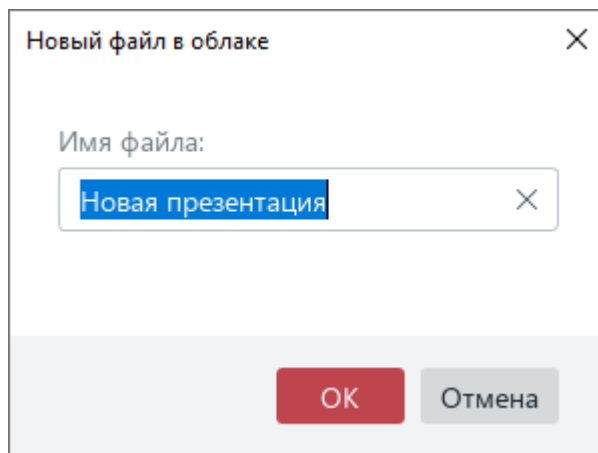 Новый файл в облаке
Имя файла:
Новая презентация
ОК
Отмена